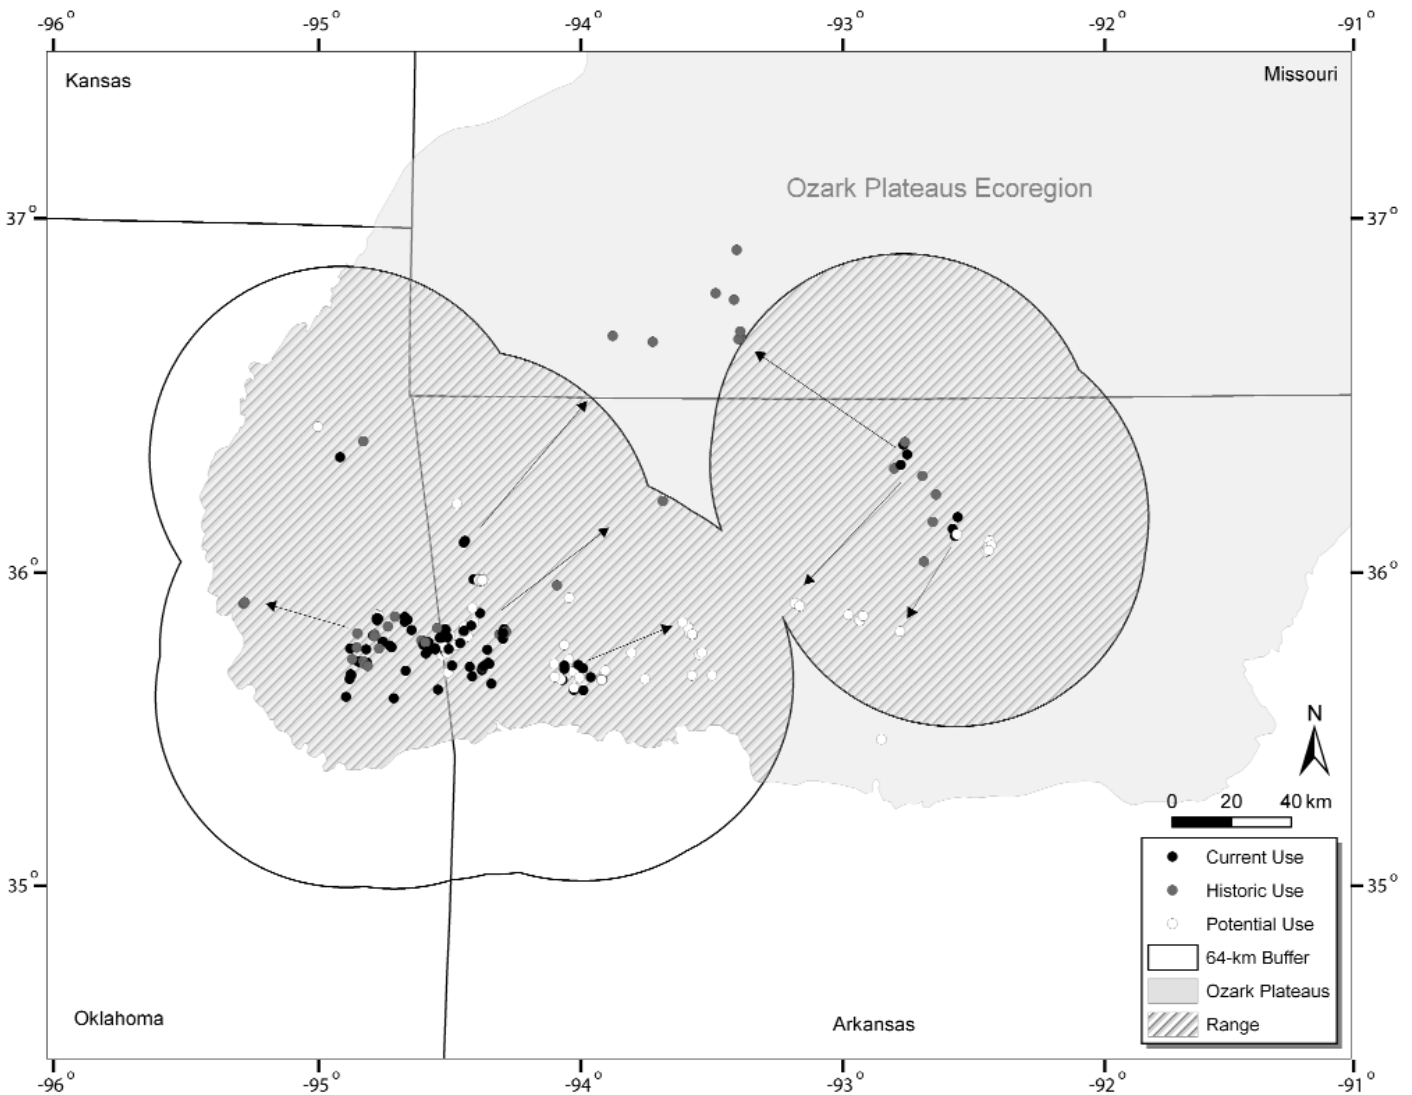 -96°
-95°
-94°
-93°
-92°
-91°
Kansas
Missouri
Ozark Plateaus Ecoregion
37°
37°
36°
36°
N
0 20 40 km
Current Use
35°
35°
Historic Use
Potential Use
64-km Buffer
Ozark Plateaus
Oklahoma
Arkansas
Range
-96°
-95°
-94°
-93°
-92°
-91°